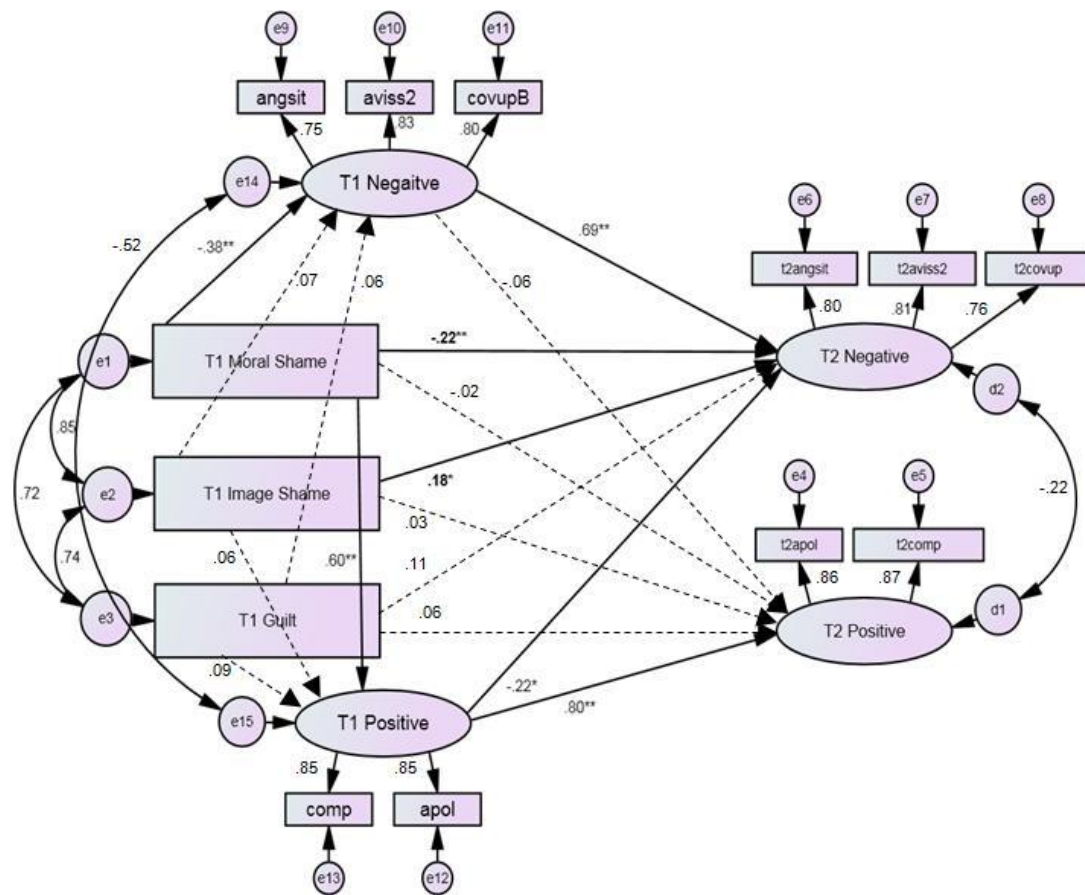 e9
e10
e11
angsit
aviss2
covupB
.75
.83
.80
T1 Negaitve
e14
e6
e7
e8
-.52
-.38**
.69**
t2angsit
t2aviss2
t2covup
.07
.06
-.06
.80
.81
.76
e1
T1 Moral Shame
-.22**
T2 Negative
-.02
d2
.85
e2
T1 Image Shame
.18*
e4
e5
.72
-.22
.03
t2apol
t2comp
.74
.06
.60**
.11
.86
.87
e3
T1 Guilt
.06
d1
T2 Positive
.09
-.22*
e15
T1 Positive
.80**
.85
.85
comp
apol
e13
e12